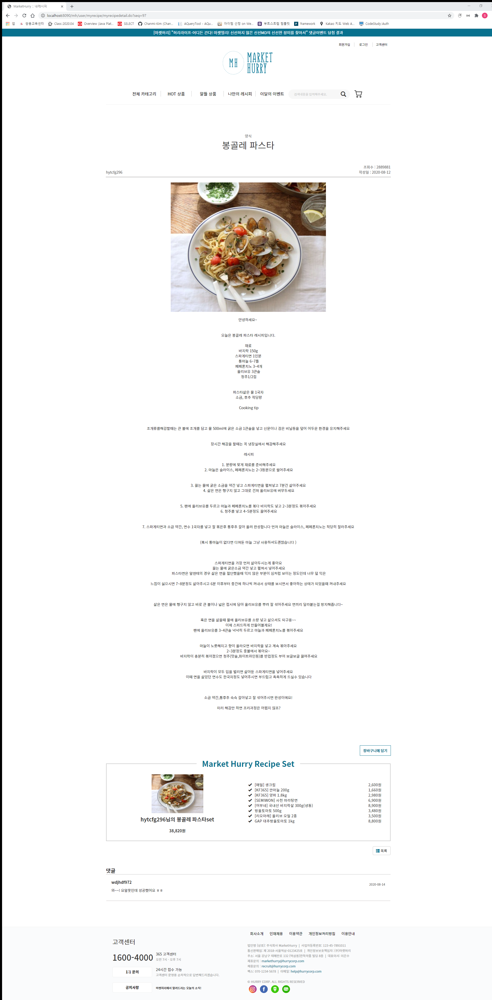 MarketHurry :: 내레시피
localhost:8090/mh/user/myrecipe/myrecipedetail.do?seq=97
앱 쌍용교육센터 Class::2020.04 Overview (Java Plat... SELECT Chanmi-Kim (Chan... AQueryTool - AQu... 아이템 선정 on We... 부트스트랩 템플릿 framework Kakao 지도 Web A... CodeStudy::Auth
[마켓허리] "허리라이프-어디든 간다! 마켓멀리! 신선하지 않은 신선MD의 신선한 장미를 찾아서" 댓글이벤트 당첨 결과
회원가입 로그인 고객센터
MH MARKET
HURRY
전체 카테고리 HOT 상품 알뜰 상품 나만의 레시피 이달의 이벤트 검색내용을 입력해주세요.
양식
봉골레 파스타
조회수 : 2889881
hytcfg296 작성일 : 2020-08-12
안녕하세요~
오늘은 봉골레 파스타 레시피입니다.
재료
바지락 150g
스파게티면 1인분
통마늘 6~7톨
페페론치노 3~4개
올리브유 3큰술
청주1/2컵
파스타삶은 물 1국자
소금, 후추 적당량
Cooking tip
조개류를해감할때는 큰 볼에 조개를 담고 물 500ml에 굵은 소금 1큰술을 넣고 신문이나 검은 비닐등을 덮어 어두운 환경을 유지해주세요
장시간 해감을 할때는 꼭 냉장실에서 해감해주세요
레시피
1. 분량에 맞게 재료를 준비해주세요
2. 마늘은 슬라이스, 페페론치노는 2~3등분으로 썰어주세요
3. 끓는 물에 굵은 소금을 약간 넣고 스파게티면을 펼쳐넣고 7분간 삶아주세요
4. 삶은 면은 헹구지 않고 그대로 건져 올리브유에 버무두세요
5. 팬에 올리브유를 두르고 마늘과 페페론치노를 볶다 바지락도 넣고 2~3분정도 볶아주세요
6. 청주를 넣고 4~5분정도 끓여주세요
7. 스파게티면과 소금 약간, 면수 1국자를 넣고 잘 볶은후 통후추 갈아 올려 완성합니다 먼저 마늘은 슬라이스, 페페론치노는 적당히 잘라주세요
(혹시 통마늘이 없다면 다져둔 마늘 그냥 사용하셔도괜찮습니다 )
스파게티면을 가장 먼저 삶아두시는게 좋아요
끓는 물에 굵은소금 약간 넣고 펼쳐서 넣어주세요
파스타면은 알덴테의 경우 삶은 면을 절단했을때 익지 않은 부분이 심처럼 보이는 정도인데 너무 덜 익은
느낌이 싫으시면 7~8분정도 삶아주시고 6분 이후부터 중간에 하나씩 꺼내서 상태를 보시면서 좋아하는 상태가 되었을때 꺼내주세요
삶은 면은 물에 헹구지 않고 바로 큰 볼이나 넓은 접시에 담아 올리브유를 뿌려 잘 섞어주세요 면끼리 달라붙는걸 방지해줍니다~
혹은 면을 삶을때 물에 올리브유를 소량 넣고 삶으셔도 되구용~~
이제 스피드하게 만들어볼게요!
팬에 올리브유를 3~4큰술 넉넉히 두르고 마늘과 페페론치노를 볶아주세요
마늘이 노릇해지고 향이 올라오면 바지락을 넣고 계속 볶아주세요
2~3분정도 중불에서 볶아요~
바지락이 충분히 볶아졌으면 청주(맛술,화이트와인등)를 반컵정도 부어 보글보글 끓여주세요
바지락이 모두 입을 벌리면 삶아둔 스파게티면을 넣어주세요
이때 면을 삶았던 면수도 한국자정도 넣어주시면 부드럽고 촉촉하게 드실수 있습니다
소금 약간,통후추 슥슥 갈아넣고 잘 섞어주시면 완성이에요!
미리 해감만 하면 조리과정은 어렵지 않죠?
장바구니에 담기
Market Hurry Recipe Set
[매일] 생크림 2,600원
[KF365] 깐마늘 200g 1,660원
[KF365] 양파 1.8kg 2,980원
[SEMIWON] 사천 마라탕면 6,900원
[어부네] 국내산 바지락살 300g(냉동) 8,900원
방울토마토 500g 3,480원
[리오마레] 올리브 오일 2종 3,500원
GAP 대추방울토마토 1kg 8,800원
hytcfg296님의 봉골레 파스타set
38,820원
목록
댓글
wdjhdf972
2020-08-14
와~~! 요알못인데 성공했어요 ㅎㅎ
회사소개 인재채용 이용약관 개인정보처리방침 이용안내
고객센터
1600-4000 365 고객센터
오전 7시 - 오후 7시
1:1 문의 24시간 접수 가능
고객센터 운영중 순차적으로 답변해드리겠습니다.
공지사항 마켓허리에서 알려드리는 오늘의 소식!
법인명 (상호): 주식회사 MarketHurry | 사업자등록번호: 123-45-7891011
통신판매업: 제 2018-서울역삼-0123425호 | 개인정보보호책임자: (주)마켓허리
주소: 서울 강남구 테헤란로 132 (역삼동)한독약품 빌딩 8층 | 대표이사: 이은수
제휴문의 : markethurry@hurrycorp.com
채용문의 : recruit@hurrycorp.com
팩스: 070-1234-5678 | 이메일: help@hurrycorp.com
© HURRY CORP. ALL RIGHTS RESERVED